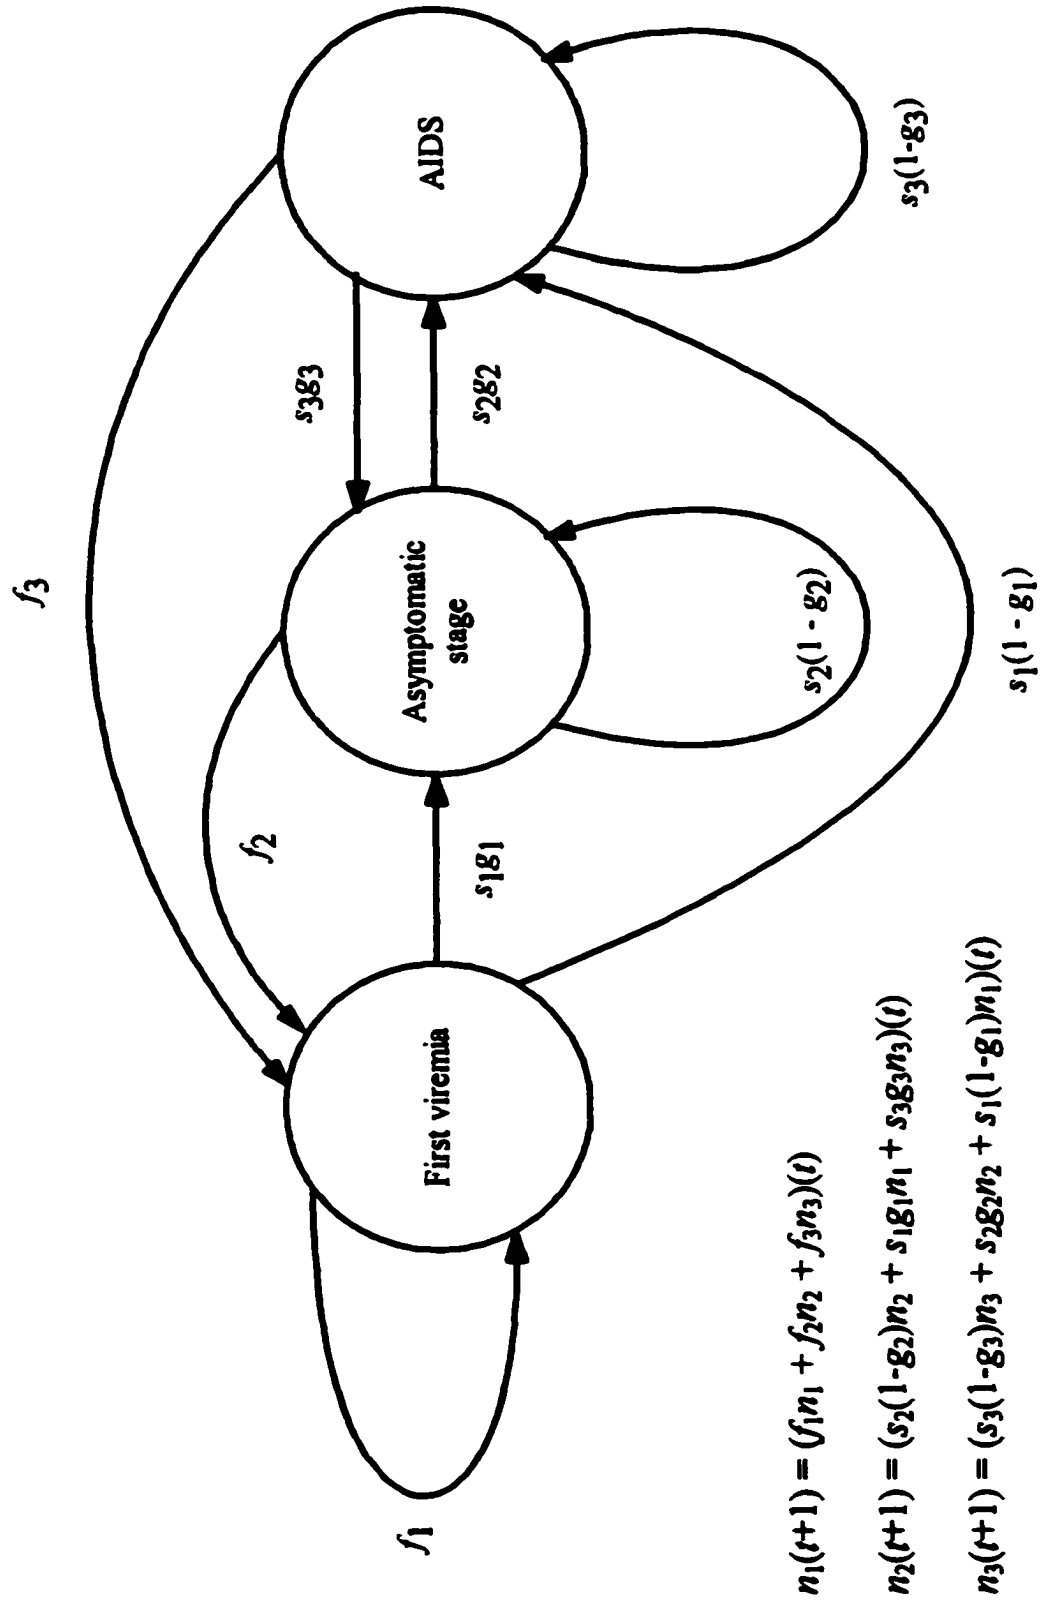 f3
f2
s3g3
f1
First viremia
s1g1
Asymptomatic
stage
s2g2
AIDS
s2(1 - g2)
s3(1-g3)
s1(1 - g1)
n1(t+1) = (f1n1 + f2n2 + f3n3)(t)
n2(t+1) = (s2(1-g2)n2 + s1g1n1 + s3g3n3)(t)
n3(t+1) = (s3(1-g3)n3 + s2g2n2 + s1(1-g1)n1)(t)